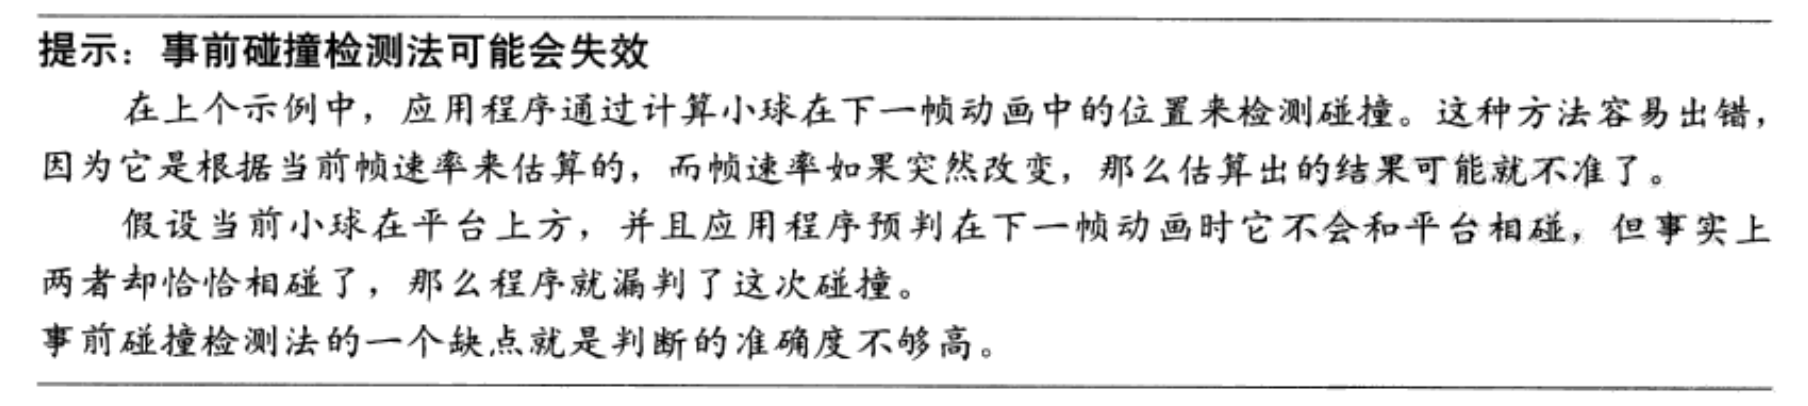 提示：事前碰撞检测法可能会失效
在上个示例中，应用程序通过计算小球在下一帧动画中的位置来检测碰撞。这种方法容易出错，
因为它是根据当前帧速率来估算的，而帧速率如果突然改变，那么估算出的结果可能就不准了。
假设当前小球在平台上方，并且应用程序预判在下一帧动画时它不会和平台相碰，但事实上
两者却恰恰相碰了，那么程序就漏判了这次碰撞。
事前碰撞检测法的一个缺点就是判断的准确度不够高。